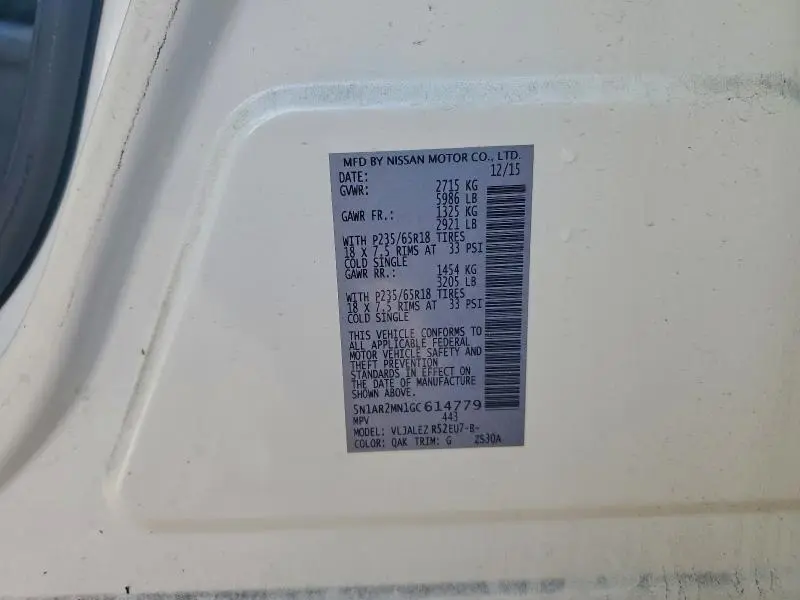 MFD BY NISSAN MOTOR CO., LTD.
DATE: 12/15
GVWR: 2715 KG
5986 LB
GAWR FR.: 1325 KG
2921 LB
WITH P235/65R18 TIRES
18 X 7.5 RIMS AT 33 PSI
COLD SINGLE
GAWR RR.: 1454 KG
3205 LB
WITH P235/65R18 TIRES
18 X 7.5 RIMS AT 33 PSI
COLD SINGLE
THIS VEHICLE CONFORMS TO
ALL APPLICABLE FEDERAL
MOTOR VEHICLE SAFETY AND
THEFT PREVENTION
STANDARDS IN EFFECT ON
THE DATE OF MANUFACTURE
SHOWN ABOVE.
5N1AR2MN1GC614779
MPV 443
MODEL: VLJALEZ R52EU7-B-
COLOR: QAK TRIM: G ZS30A